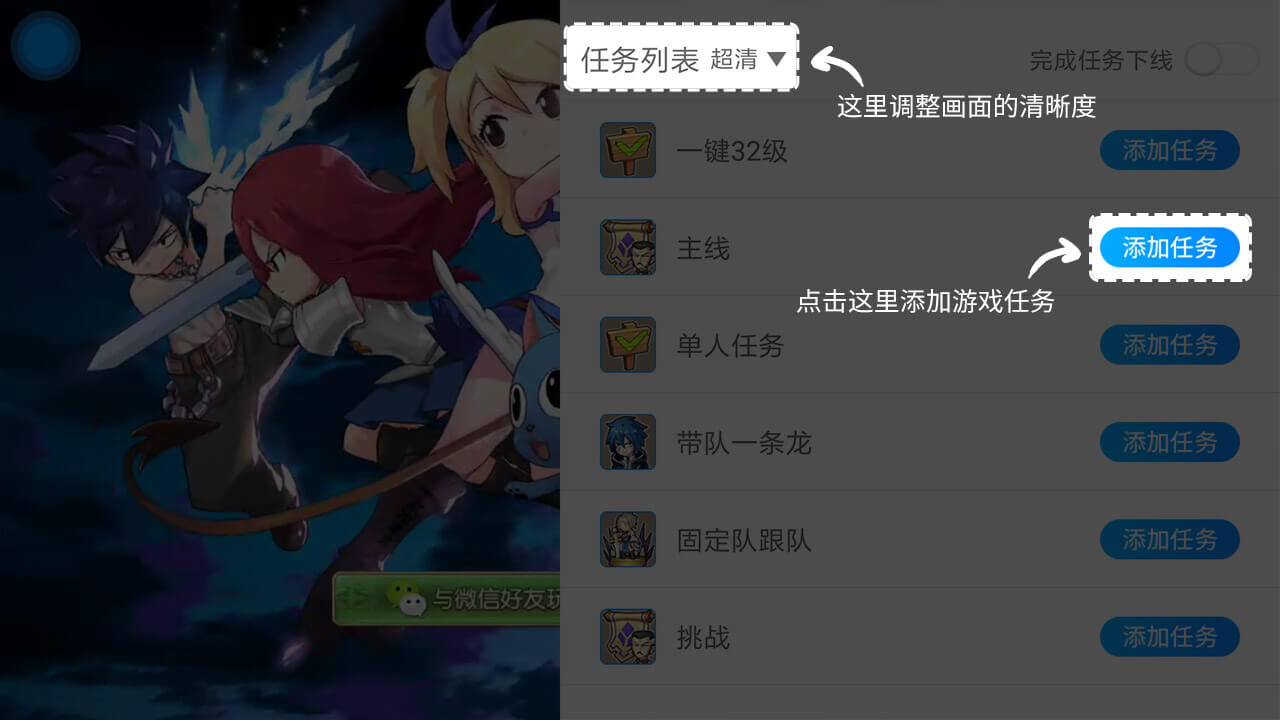 任务列表 超清
完成任务下线
这里调整画面的清晰度
一键32级
添加任务
主线
添加任务
点击这里添加游戏任务
单人任务
添加任务
带队一条龙
添加任务
固定队跟队
添加任务
与微信好友玩
挑战
添加任务